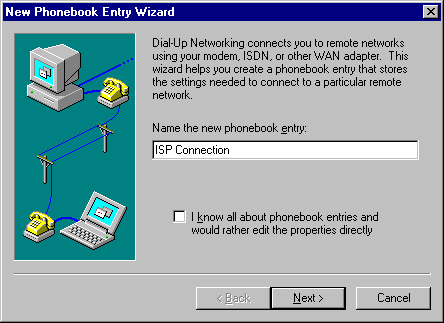 New Phonebook Entry Wizard
Dial-Up Networking connects you to remote networks
using your modem, ISDN, or other WAN adapter. This
wizard helps you create a phonebook entry that stores
the settings needed to connect to a particular remote
network.
Name the new phonebook entry:
ISP Connection
I know all about phonebook entries and
would rather edit the properties directly
< Back
Next >
Cancel